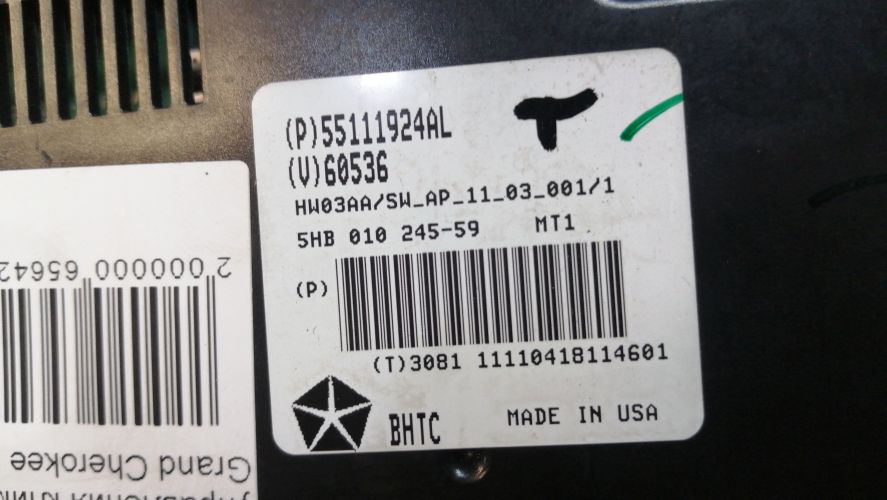 (P)55111924AL
(V)60536
HW03AA/SW_AP_11_03_001/1
5HB 010 245-59 MT1
(P)
(T)3081 11110418114601
BHTC MADE IN USA
T
2 000000 6564
Grand Cherokee